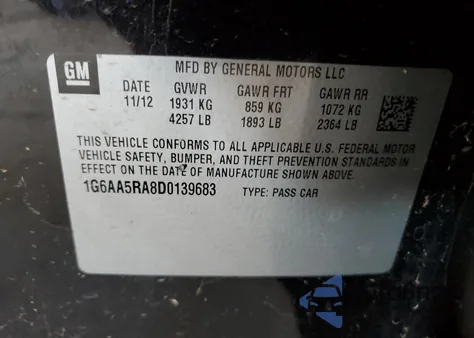 GM
MFD BY GENERAL MOTORS LLC
DATE GVWR GAWR FRT GAWR RR
11/12 1931 KG 859 KG 1072 KG
4257 LB 1893 LB 2364 LB
THIS VEHICLE CONFORMS TO ALL APPLICABLE U.S. FEDERAL MOTOR
VEHICLE SAFETY, BUMPER, AND THEFT PREVENTION STANDARDS IN
EFFECT ON THE DATE OF MANUFACTURE SHOWN ABOVE.
1G6AA5RA8D0139683 TYPE: PASS CAR